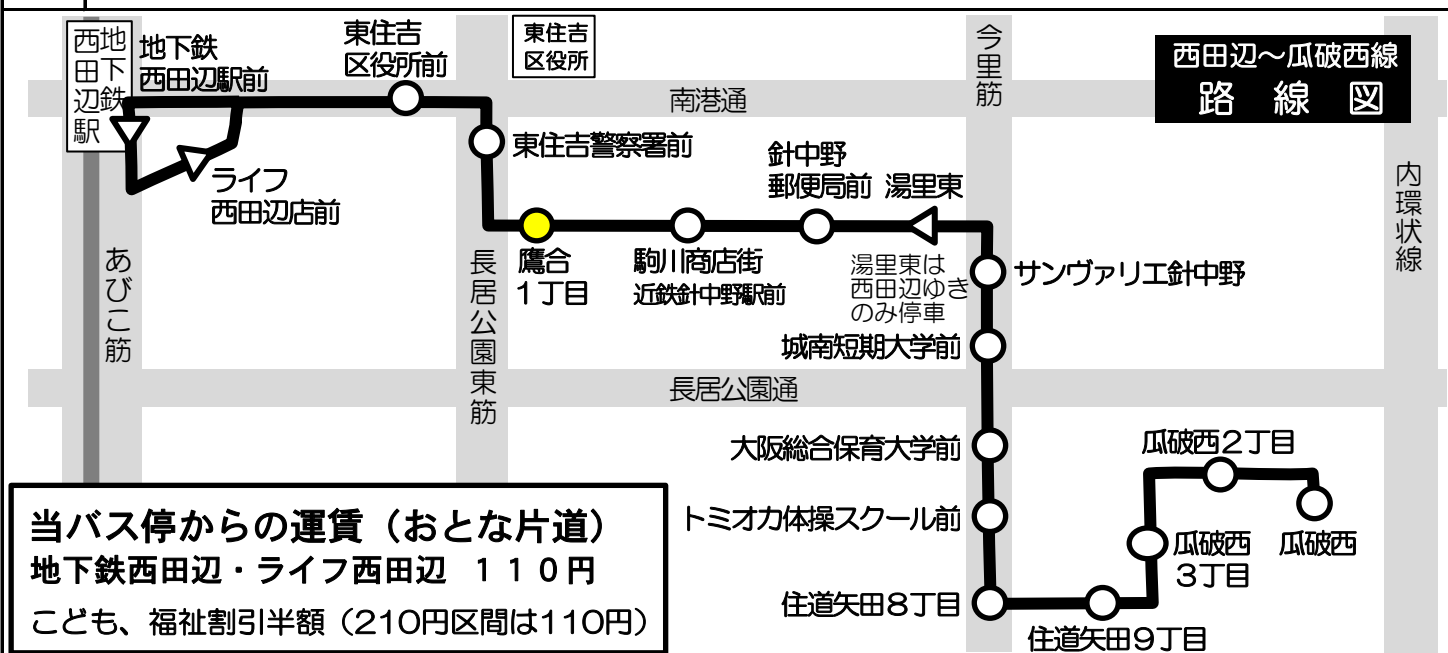 西田辺～瓜破西線
路線図
地下鉄
西田辺駅
地下鉄
西田辺駅前
東住吉
区役所前
東住吉
区役所
今里筋
南港通
東住吉警察署前
ライフ
西田辺店前
針中野
郵便局前
湯里東
内環状線
あびこ筋
長居公園東筋
鷹合
1丁目
駒川商店街
近鉄針中野駅前
湯里東は
西田辺ゆき
のみ停車
サンヴァリエ針中野
城南短期大学前
長居公園通
大阪総合保育大学前
瓜破西2丁目
トミオカ体操スクール前
瓜破西
3丁目
瓜破西
住道矢田8丁目
住道矢田9丁目
当バス停からの運賃（おとな片道）
地下鉄西田辺・ライフ西田辺 １１０円
こども、福祉割引半額（210円区間は110円）